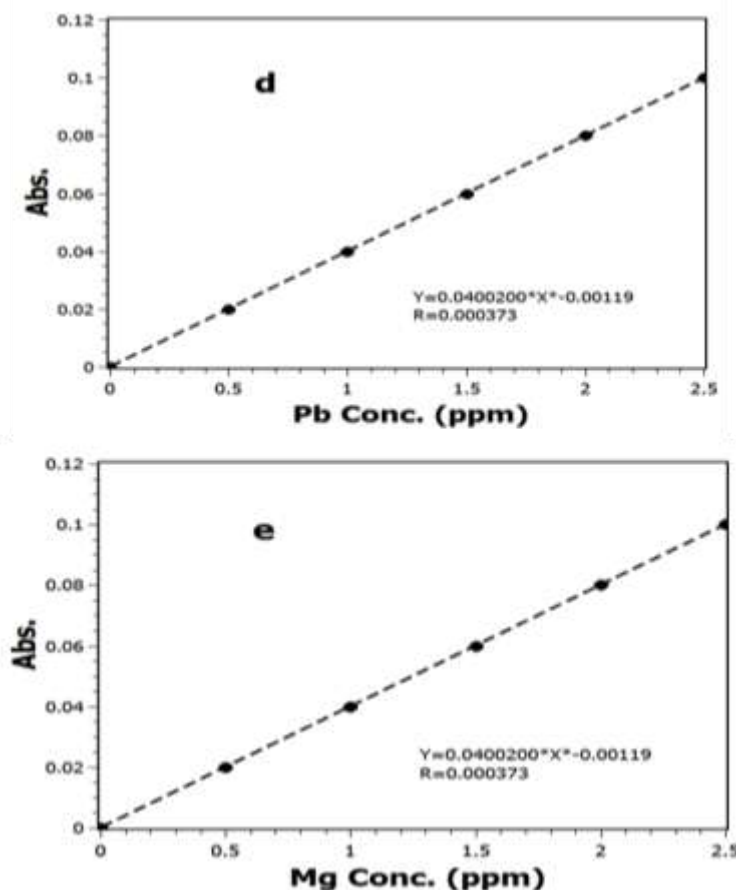 0.12
d
0.1
0.08
Abs.
0.06
0.04
Y=0.0400200*X*-0.00119
R=0.000373
0.02
0
0 0.5 1 1.5 2 2.5
Pb Conc. (ppm)
0.12
e
0.1
0.08
Abs.
0.06
0.04
Y=0.0400200*X*-0.00119
R=0.000373
0.02
0
0 0.5 1 1.5 2 2.5
Mg Conc. (ppm)